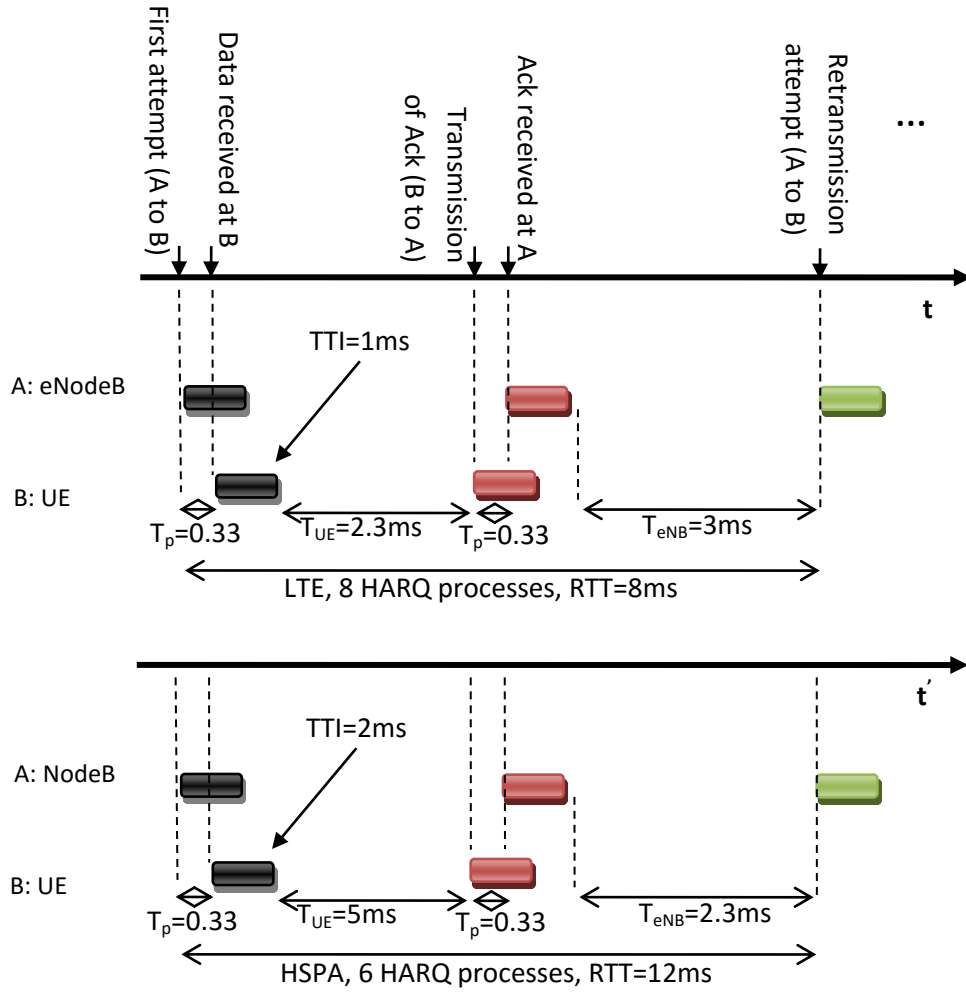 First attempt (A to B)
Data received at B
Transmission
of Ack (B to A)
Ack received at A
Retransmission
attempt (A to B)
...
t
TTI=1ms
A: eNodeB
B: UE
Tp=0.33
TUE=2.3ms
Tp=0.33
TeNB=3ms
LTE, 8 HARQ processes, RTT=8ms
t'
TTI=2ms
A: NodeB
B: UE
Tp=0.33
TUE=5ms
Tp=0.33
TeNB=2.3ms
HSPA, 6 HARQ processes, RTT=12ms